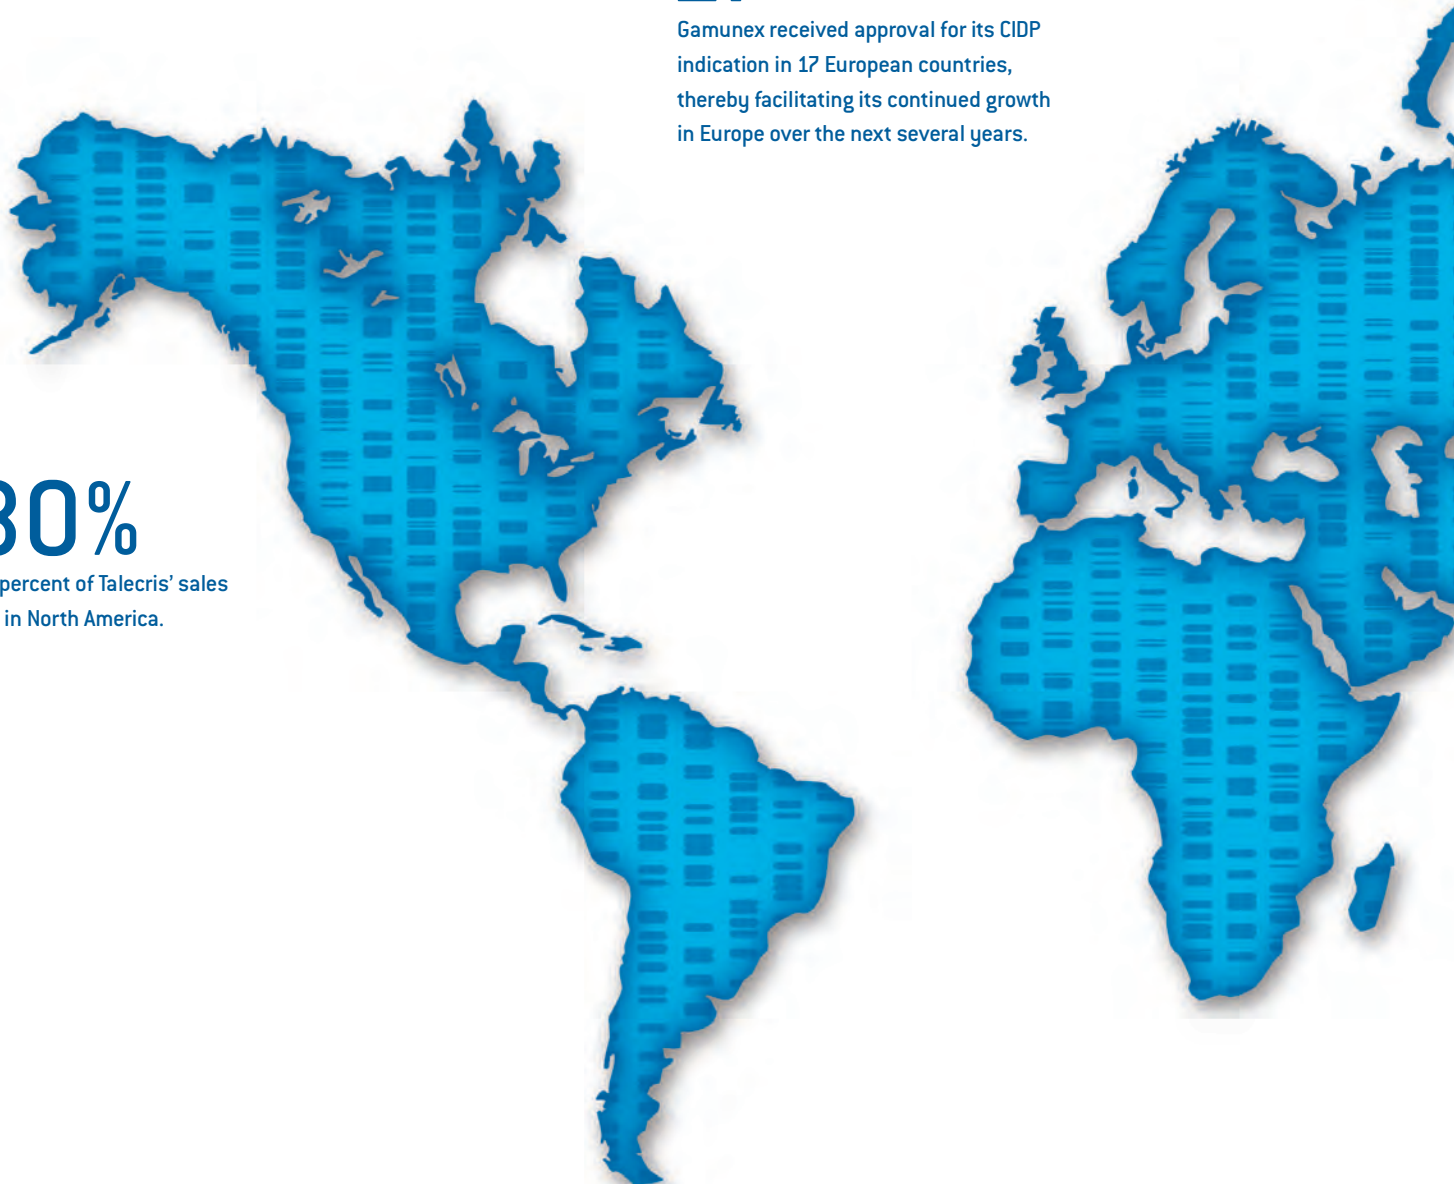 Gamunex received approval for its CIDP
indication in 17 European countries,
thereby facilitating its continued growth
in Europe over the next several years.
percent of Talecris’ sales
in North America.